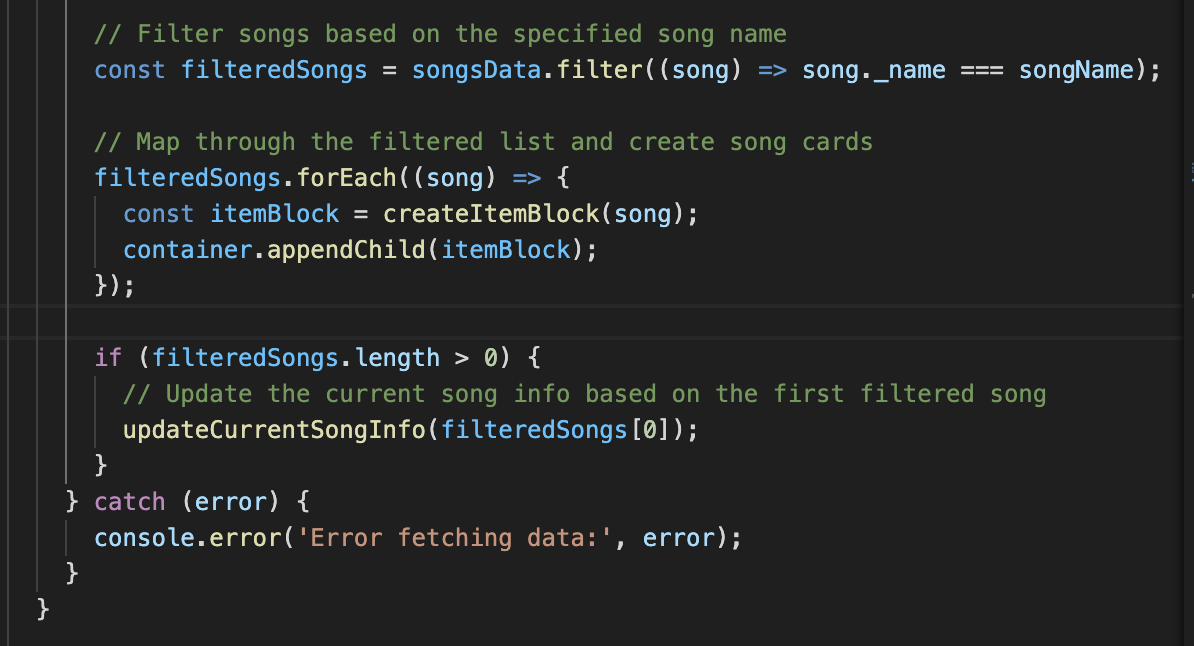 // Filter songs based on the specified song name
const filteredSongs = songsData.filter((song) => song._name === songName);
// Map through the filtered list and create song cards
filteredSongs.forEach((song) => {
const itemBlock = createItemBlock(song);
container.appendChild(itemBlock);
});
if (filteredSongs.length > 0) {
// Update the current song info based on the first filtered song
updateCurrentSongInfo(filteredSongs[0]);
}
} catch (error) {
console.error('Error fetching data:', error);
}
}